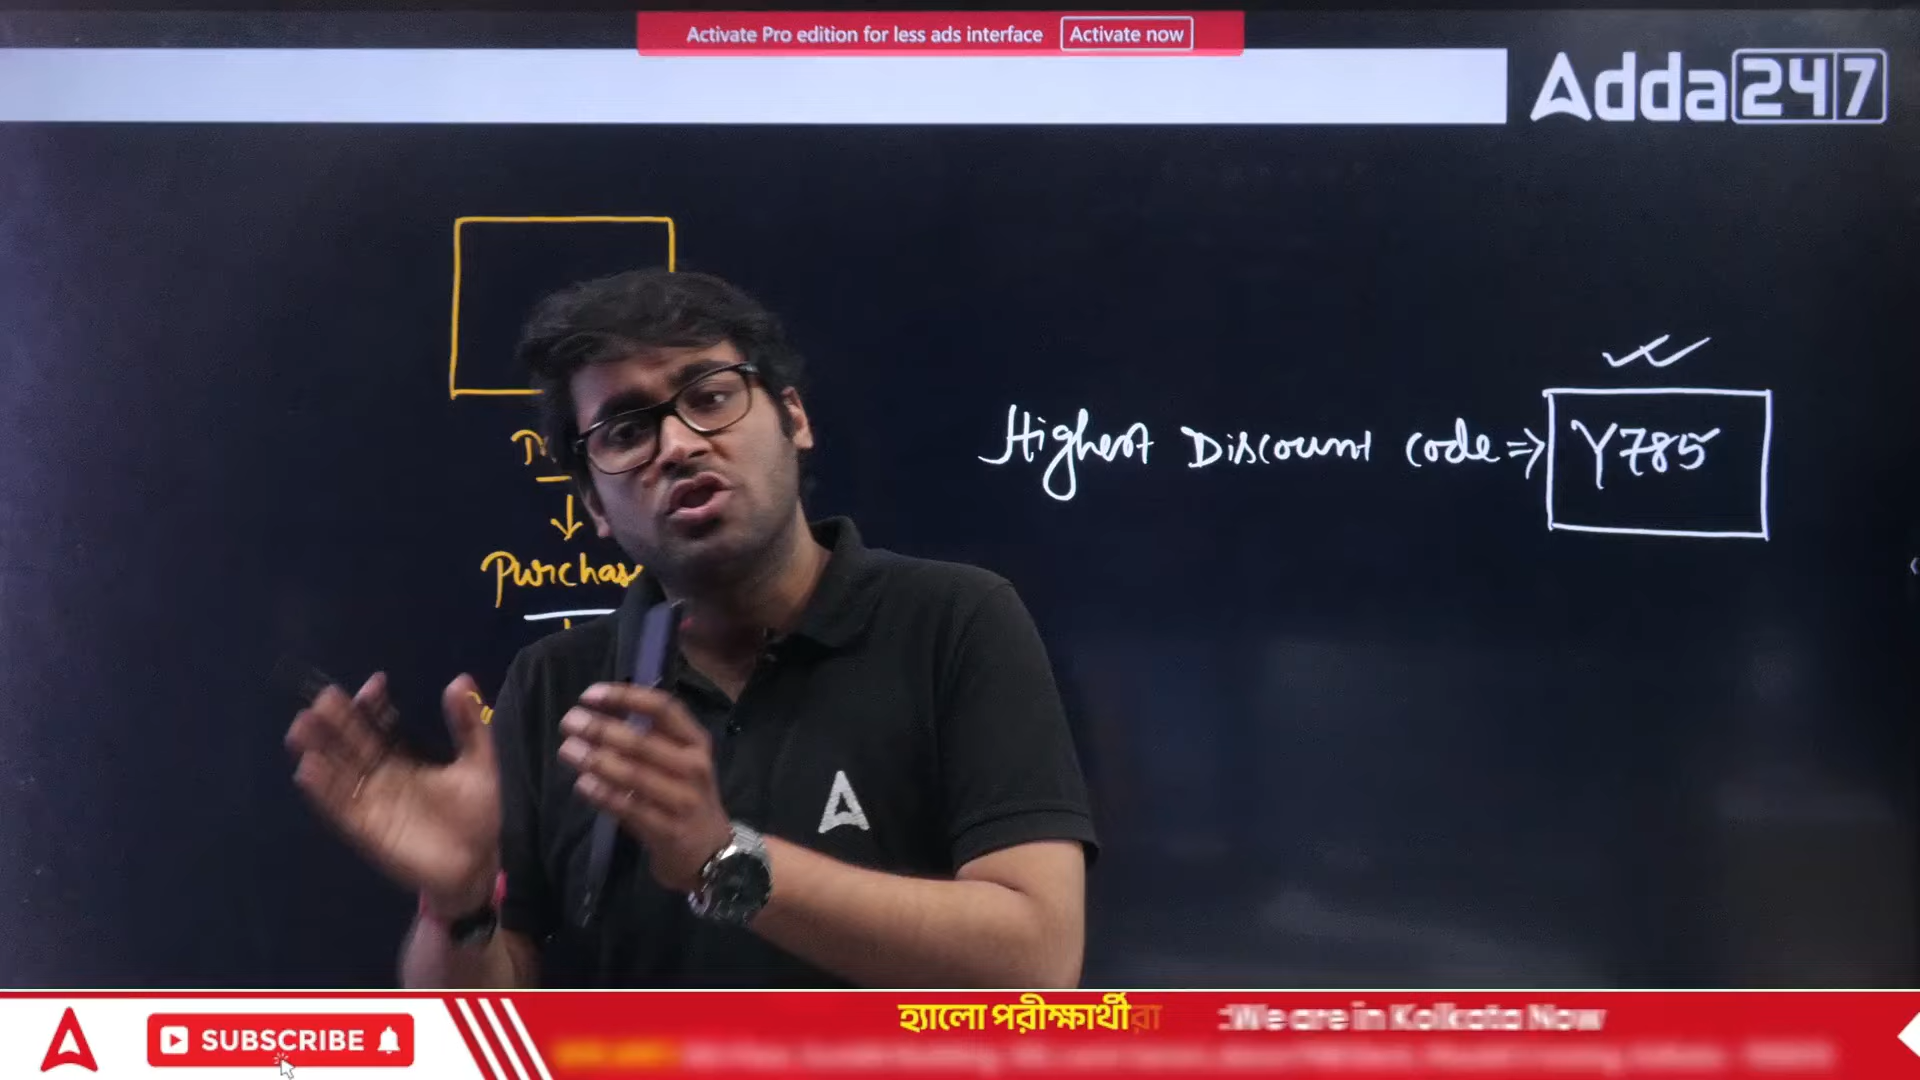 Activate Pro edition for less ads interface Activate now
Adda247
Highest Discount code ⇒ Y785
Purchas
SUBSCRIBE
হ্যালো পরীক্ষার্থীরা :We are in Kolkata Now